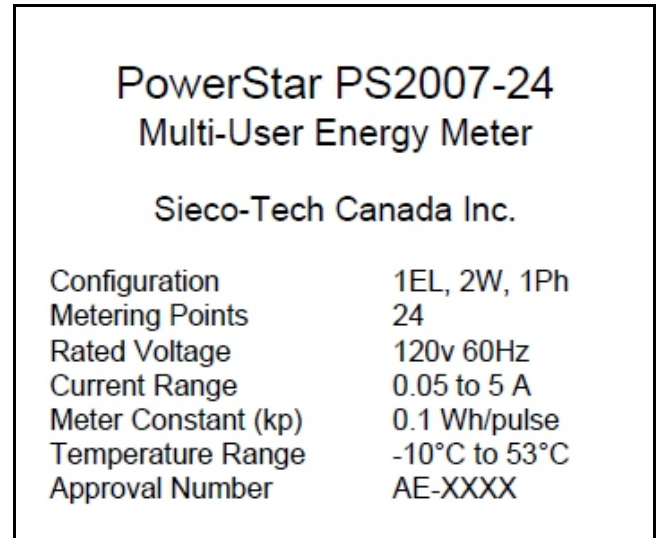 PowerStar PS2007-24
Multi-User Energy Meter
Sieco-Tech Canada Inc.
Configuration 1EL, 2W, 1Ph
Metering Points 24
Rated Voltage 120v 60Hz
Current Range 0.05 to 5 A
Meter Constant (kp) 0.1 Wh/pulse
Temperature Range -10°C to 53°C
Approval Number AE-XXXX